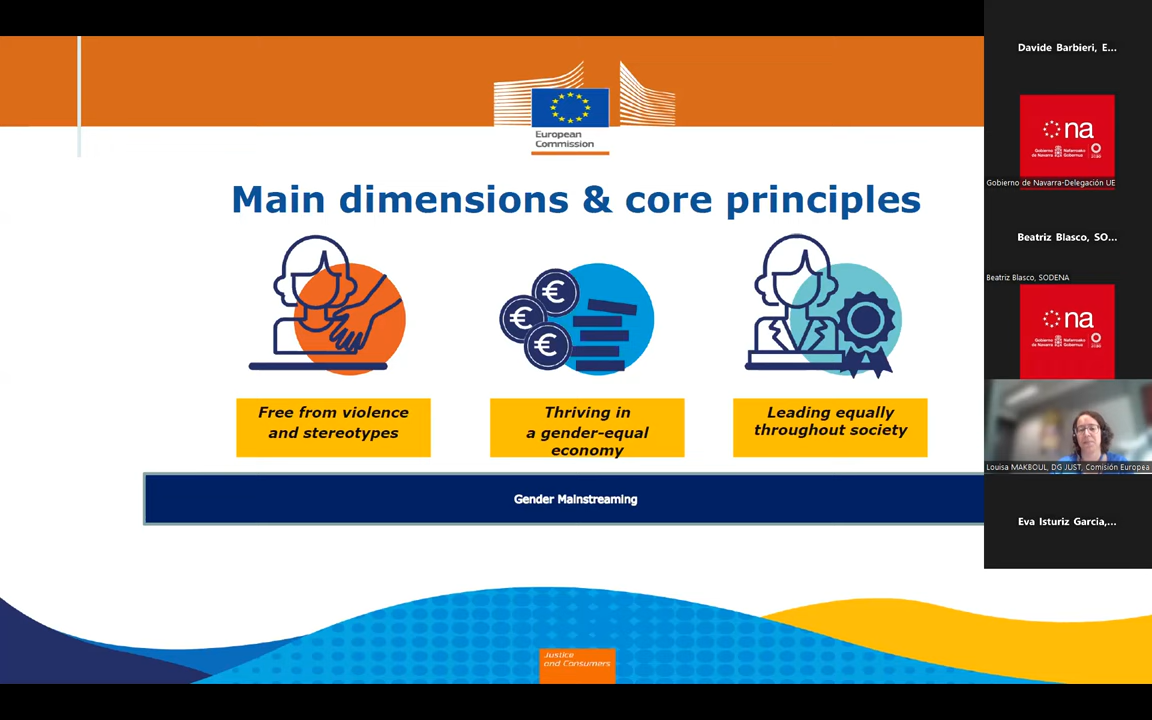 European
Commission
Main dimensions & core principles
Free from violence
and stereotypes
Thriving in
a gender-equal
economy
Leading equally
throughout society
Gender Mainstreaming
Justice
and Consumers
Davide Barbieri, E...
na
Gobierno de Navarra-Delegación UE
Beatriz Blasco, SO...
Beatriz Blasco, SODENA
na
Louisa MAKBOUL, DG JUST, Comisión Europea
Eva Isturiz Garcia,...